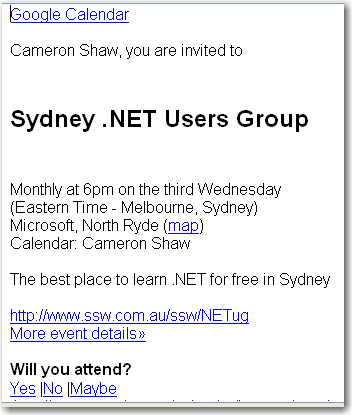 Google Calendar
Cameron Shaw, you are invited to
Sydney .NET Users Group
Monthly at 6pm on the third Wednesday
(Eastern Time - Melbourne, Sydney)
Microsoft, North Ryde (map)
Calendar: Cameron Shaw
The best place to learn .NET for free in Sydney
http://www.ssw.com.au/ssw/NETug
More event details»
Will you attend?
Yes |No |Maybe